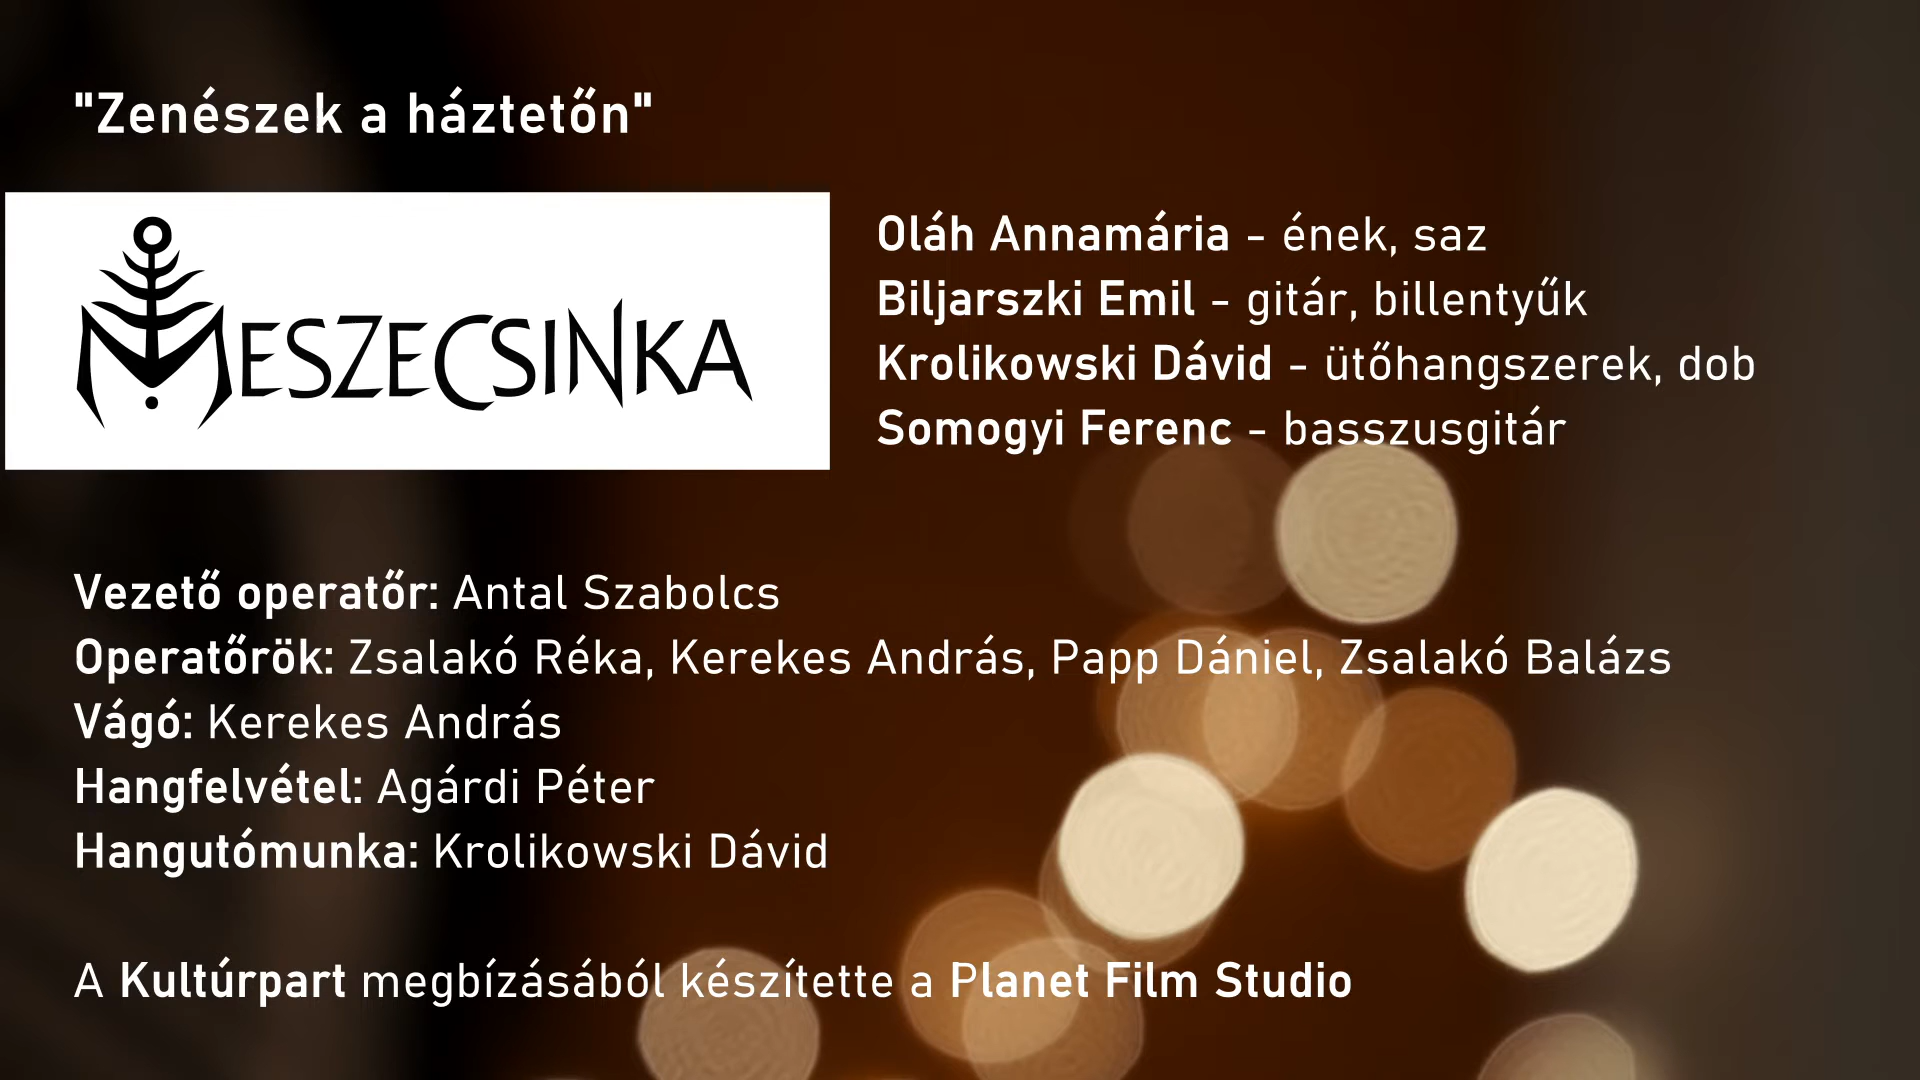 "Zenészek a háztetőn"
MESZECSINKA
Oláh Annamária - ének, saz
Biljarszki Emil - gitár, billentyűk
Krolikowski Dávid - ütőhangszerek, dob
Somogyi Ferenc - basszusgitár
Vezető operatőr: Antal Szabolcs
Operatőrök: Zsalakó Réka, Kerekes András, Papp Dániel, Zsalakó Balázs
Vágó: Kerekes András
Hangfelvétel: Agárdi Péter
Hangutómunka: Krolikowski Dávid
A Kultúrpart megbízásából készítette a Planet Film Studio